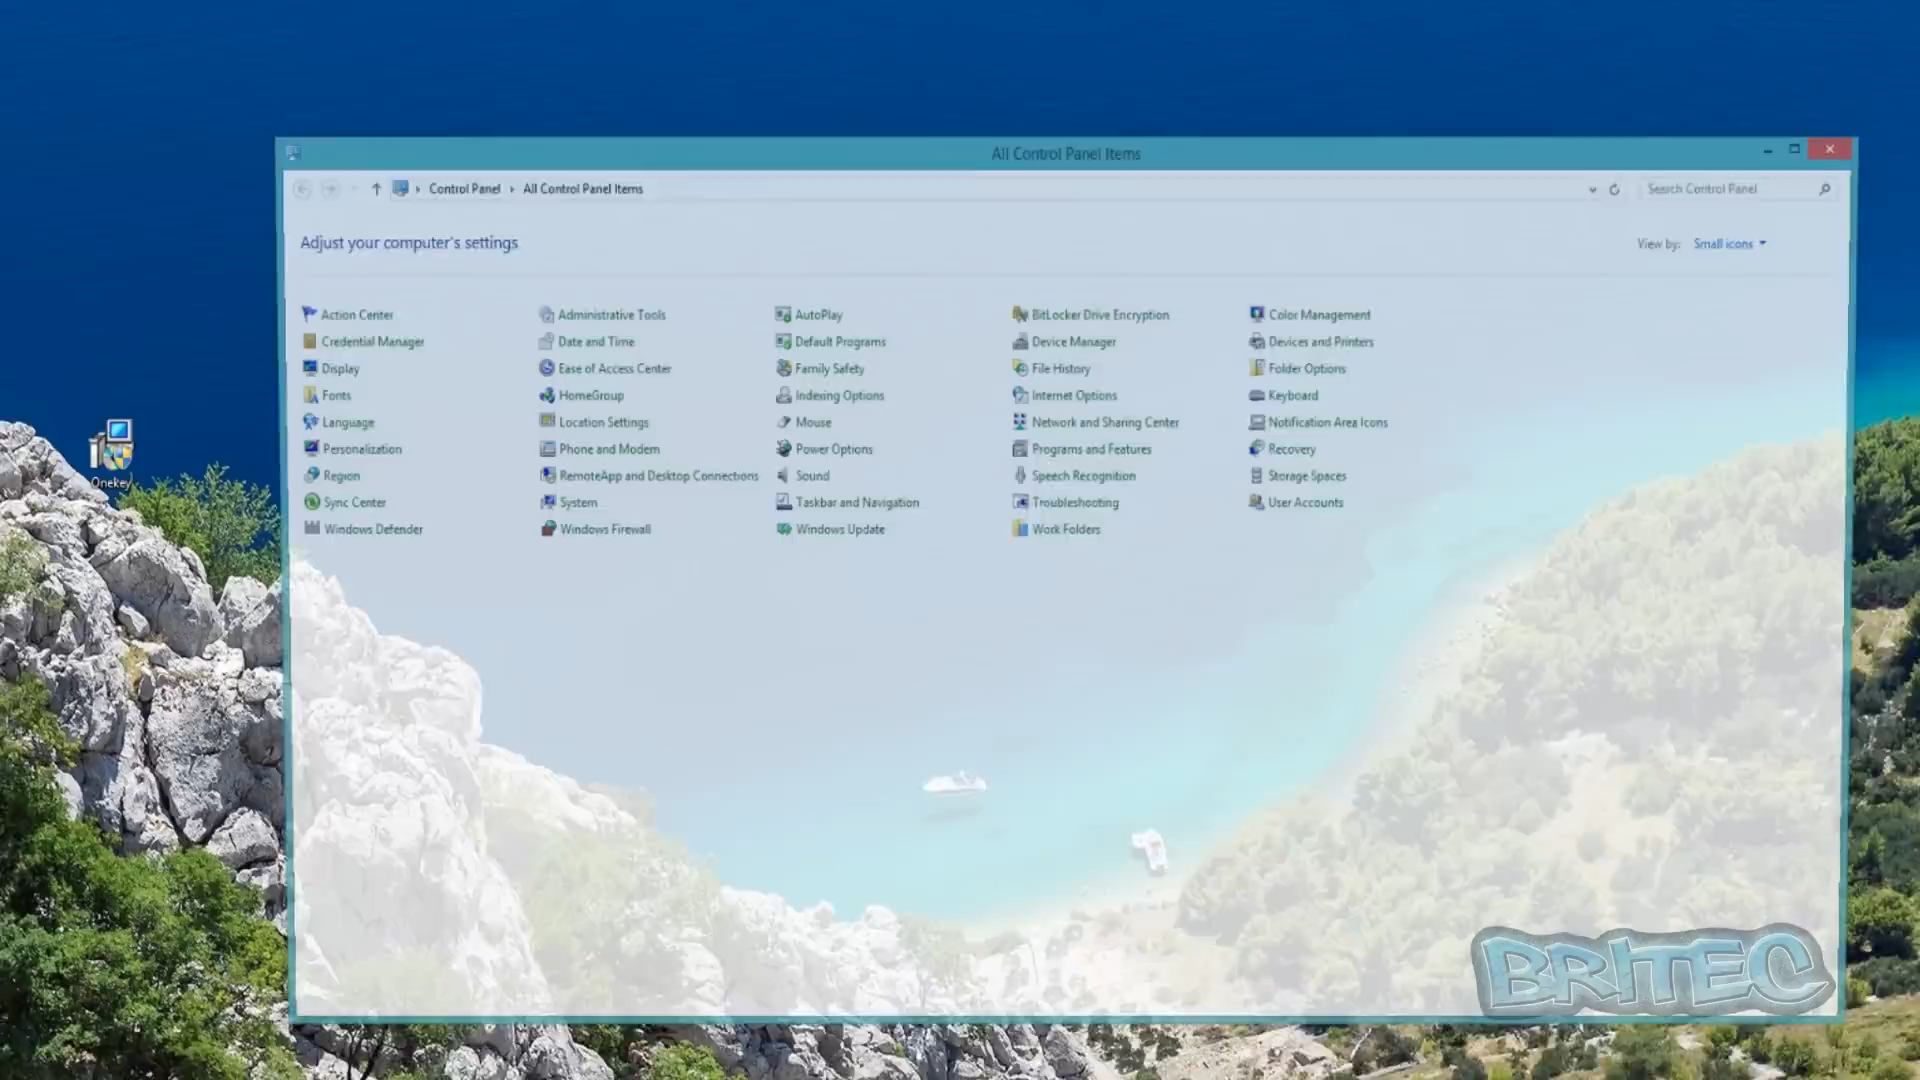 All Control Panel Items
Control Panel All Control Panel Items
Search Control Panel
Adjust your computer's settings
View by: Small icons
Action Center Administrative Tools AutoPlay BitLocker Drive Encryption Color Management
Credential Manager Date and Time Default Programs Device Manager Devices and Printers
Display Ease of Access Center Family Safety File History Folder Options
Fonts HomeGroup Indexing Options Internet Options Keyboard
Language Location Settings Mouse Network and Sharing Center Notification Area Icons
Personalization Phone and Modem Power Options Programs and Features Recovery
Region RemoteApp and Desktop Connections Sound Speech Recognition Storage Spaces
Sync Center System Taskbar and Navigation Troubleshooting User Accounts
Windows Defender Windows Firewall Windows Update Work Folders
Onekey
BRITEC